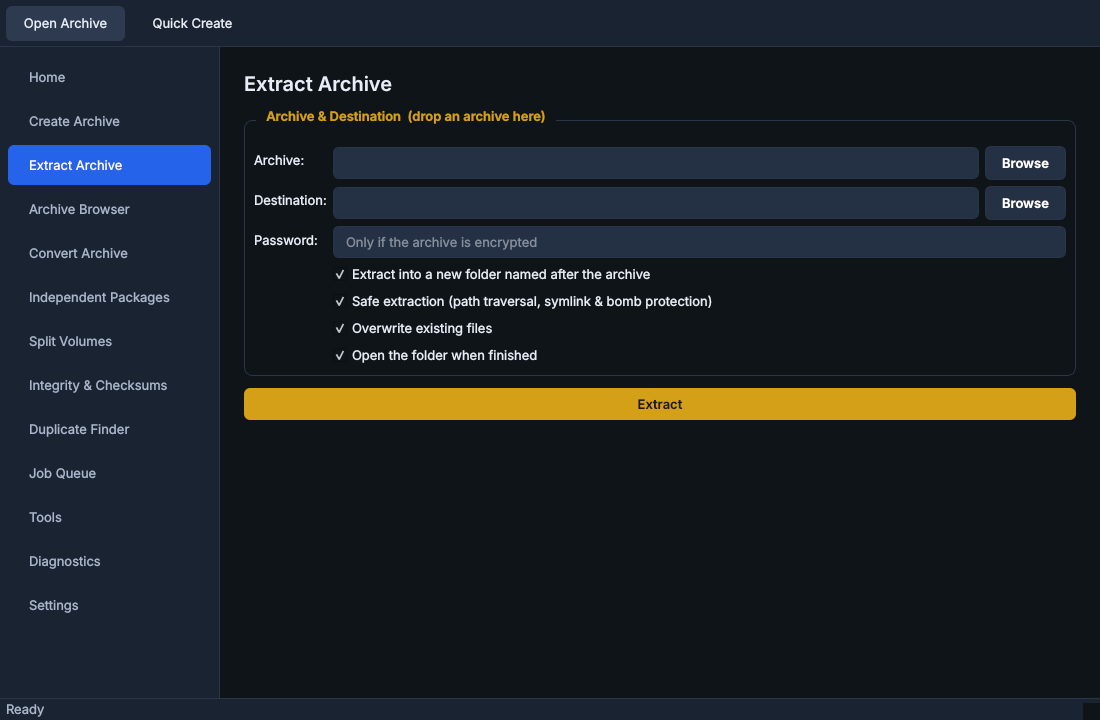 Open Archive
Quick Create
Home
Create Archive
Extract Archive
Archive Browser
Convert Archive
Independent Packages
Split Volumes
Integrity & Checksums
Duplicate Finder
Job Queue
Tools
Diagnostics
Settings
Extract Archive
Archive & Destination (drop an archive here)
Archive:
Browse
Destination:
Browse
Password:
Only if the archive is encrypted
✓ Extract into a new folder named after the archive
✓ Safe extraction (path traversal, symlink & bomb protection)
✓ Overwrite existing files
✓ Open the folder when finished
Extract
Ready